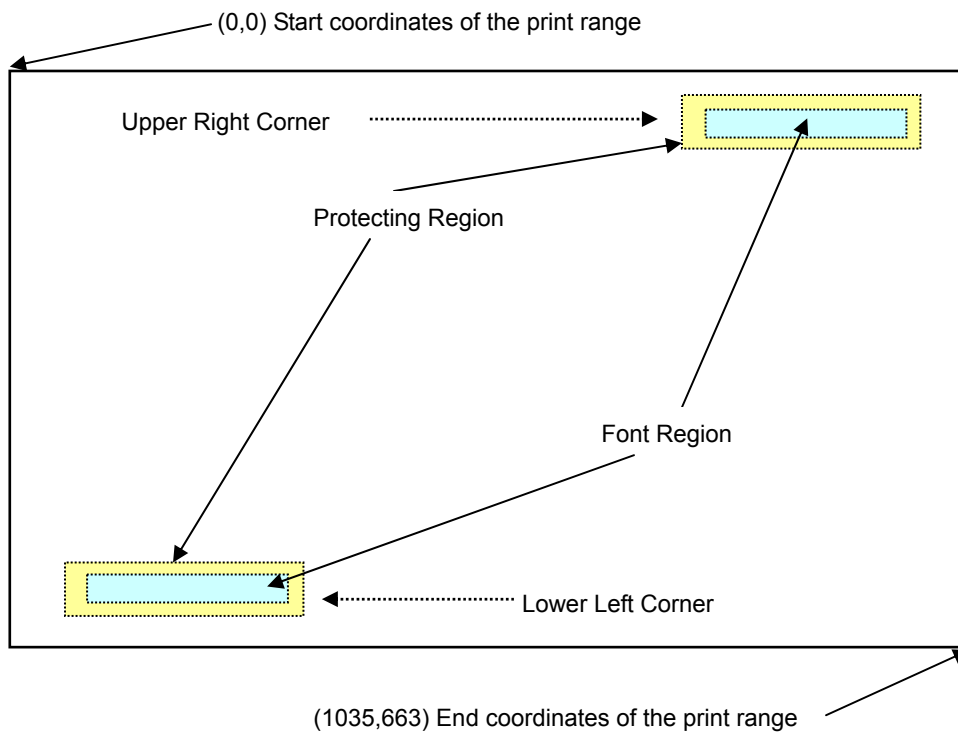 (0,0) Start coordinates of the print range
Upper Right Corner
Protecting Region
Font Region
Lower Left Corner
(1035,663) End coordinates of the print range